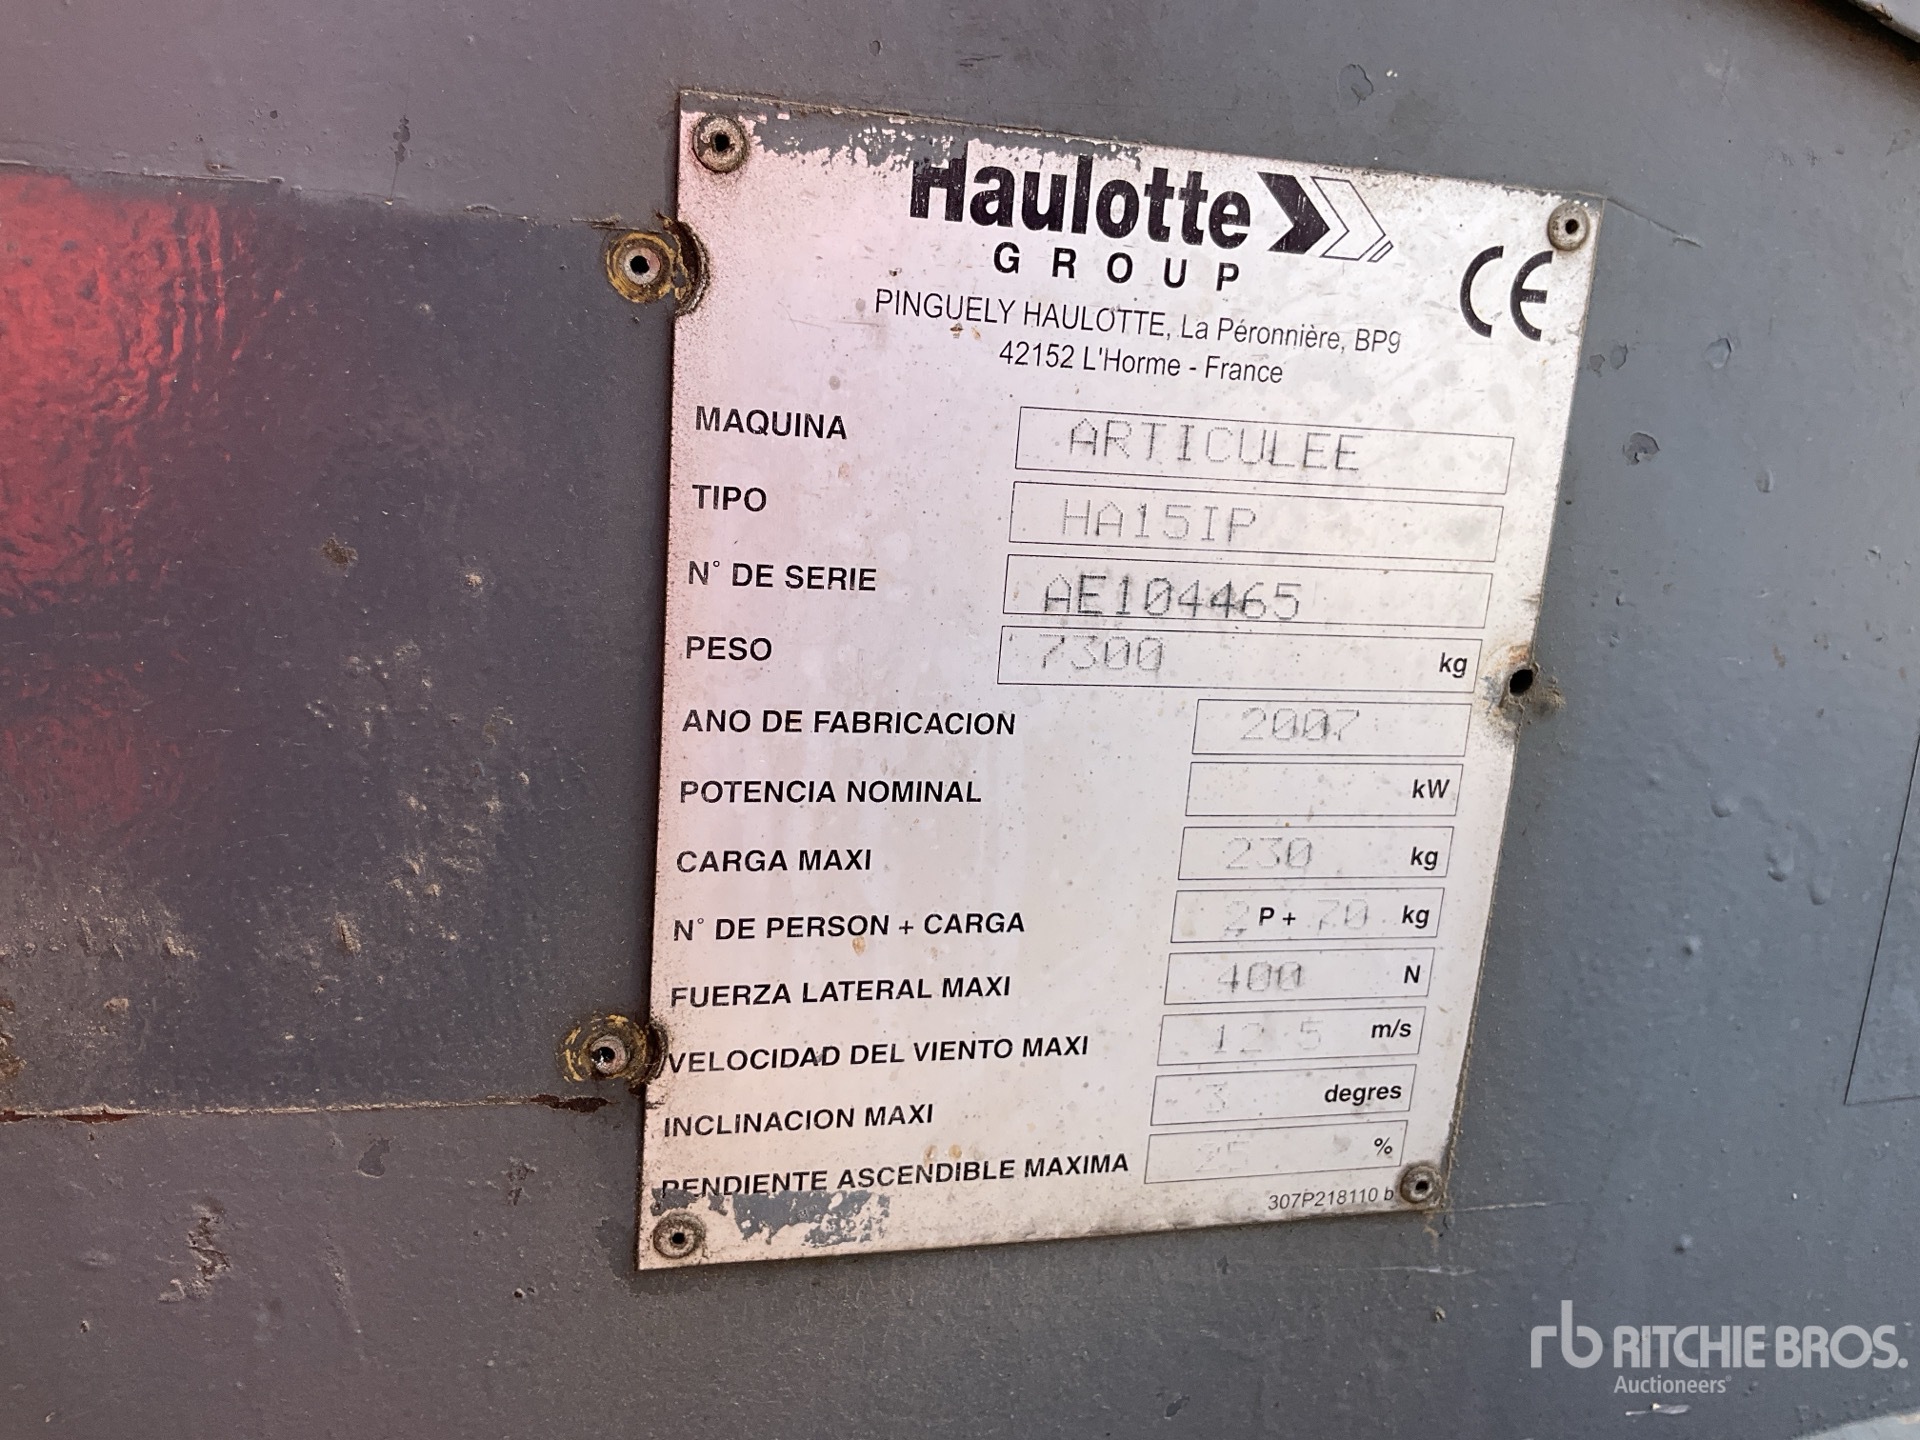 Haulotte
GROUP
CE
PINGUELY HAULOTTE, La Péronnière, BP9
42152 L'Horme - France
MAQUINA ARTICULEE
TIPO HA15IP
N° DE SERIE AE104465
PESO 7300 kg
ANO DE FABRICACION 2007
POTENCIA NOMINAL kW
CARGA MAXI 230 kg
N° DE PERSON + CARGA 2 P + 70 kg
FUERZA LATERAL MAXI 400 N
VELOCIDAD DEL VIENTO MAXI 12.5 m/s
INCLINACION MAXI 3 degres
PENDIENTE ASCENDIBLE MAXIMA %
307P218110 b
rb RITCHIE BROS.
Auctioneers